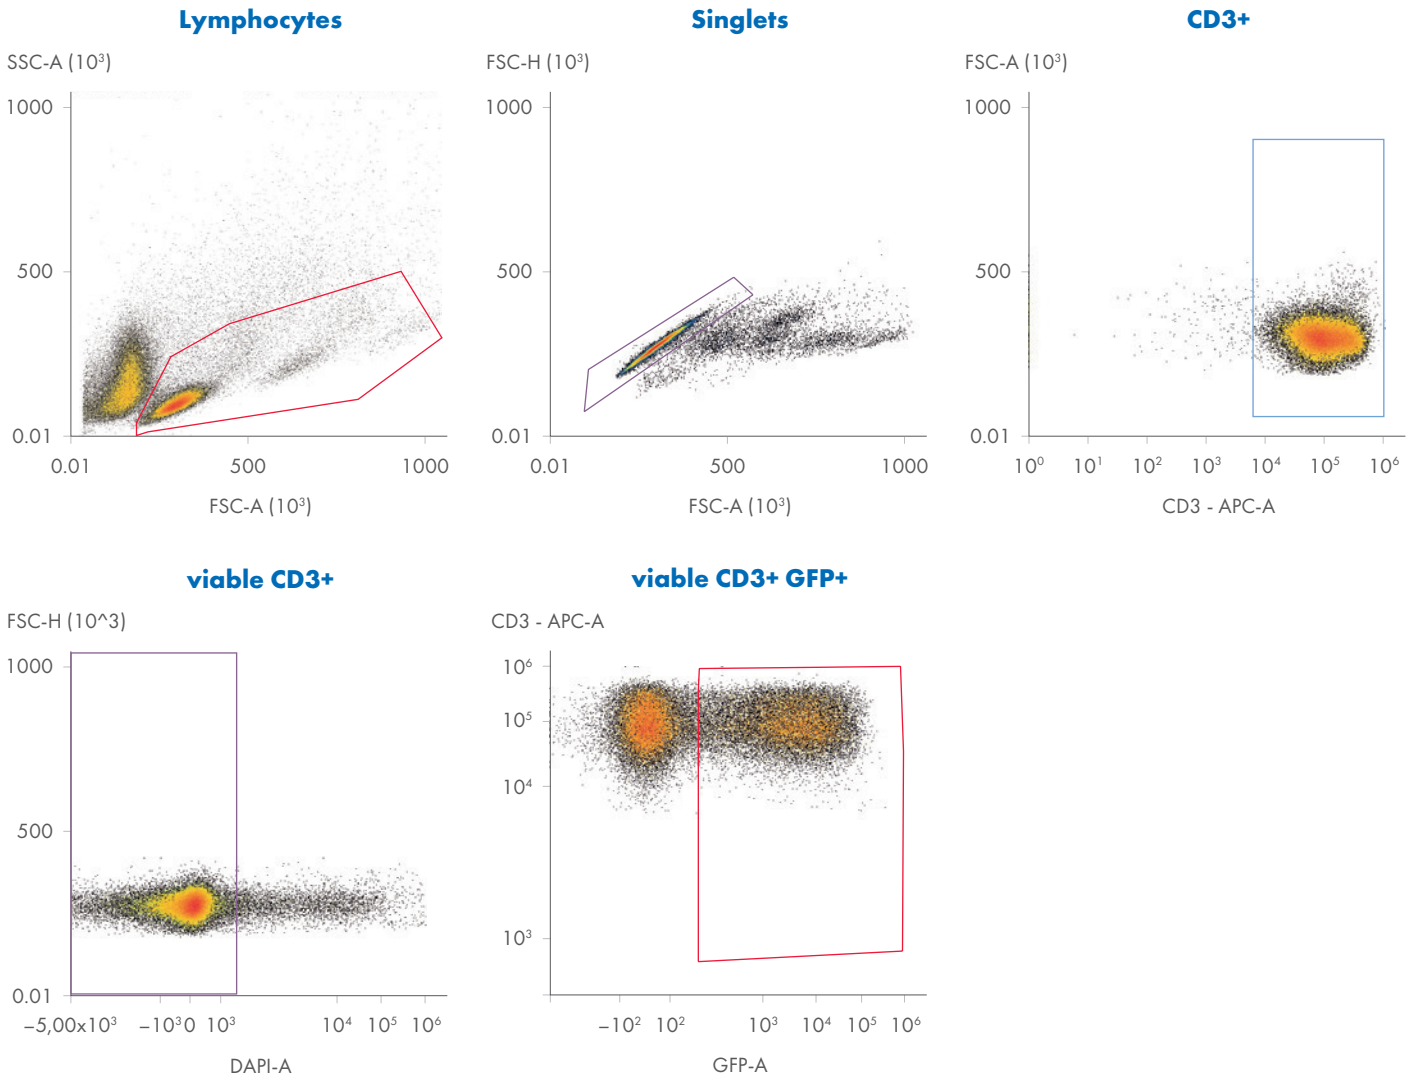 Lymphocytes
SSC-A (10³)
1000
500
0.01
0.01 500 1000
FSC-A (10³)
Singlets
FSC-H (10³)
1000
500
0.01
0.01 500 1000
FSC-A (10³)
CD3+
FSC-A (10³)
1000
500
0.01
10⁰ 10¹ 10² 10³ 10⁴ 10⁵ 10⁶
CD3 - APC-A
viable CD3+
FSC-H (10^3)
1000
500
0.01
−5,00x10³ −10³ 0 10³ 10⁴ 10⁵ 10⁶
DAPI-A
viable CD3+ GFP+
CD3 - APC-A
10⁶
10⁵
10⁴
10³
−10² 10² 10³ 10⁴ 10⁵ 10⁶
GFP-A